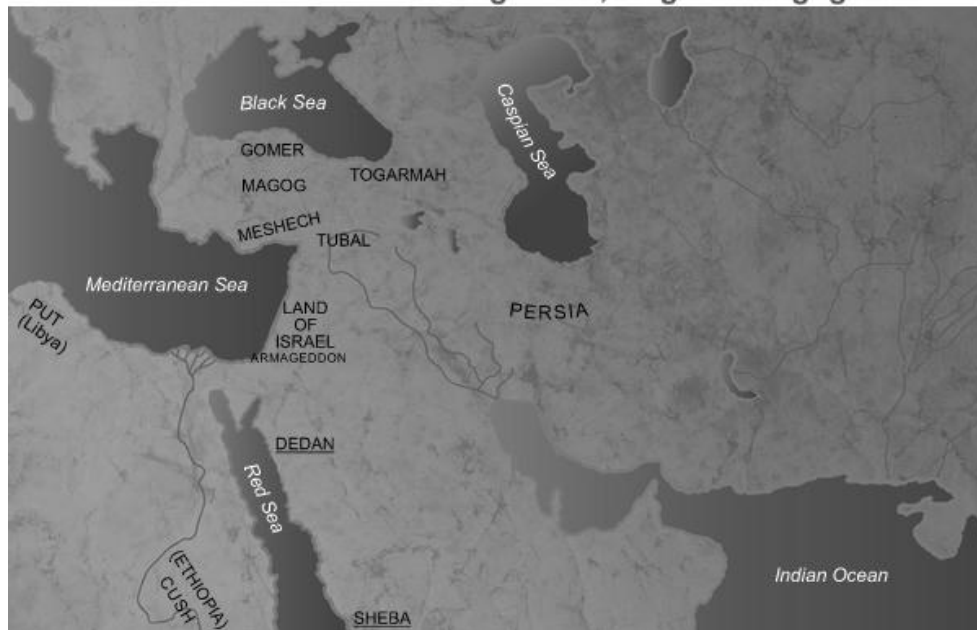 Black Sea
Caspian Sea
GOMER
MAGOG
TOGARMAH
MESHECH
TUBAL
Mediterranean Sea
PUT
(Libya)
LAND
OF
ISRAEL
ARMAGEDDON
PERSIA
DEDAN
Red Sea
(ETHIOPIA)
CUSH
SHEBA
Indian Ocean